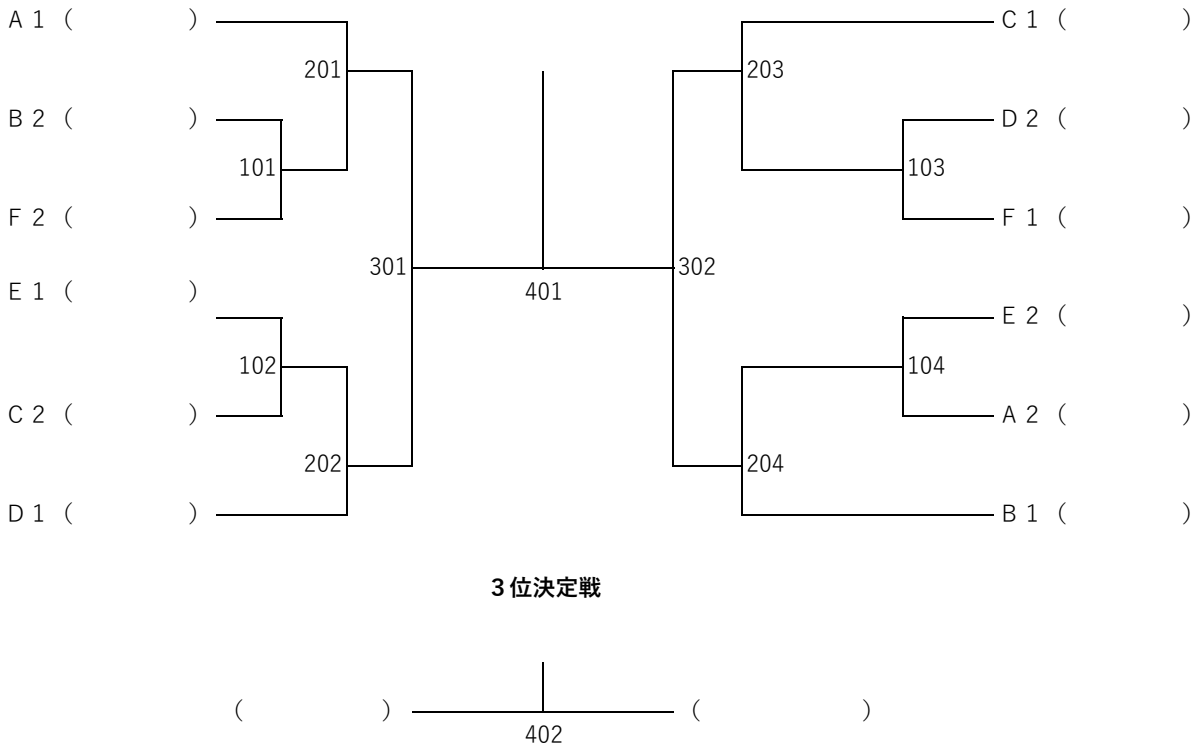 A 1 （　　　　） C 1 （　　　　）
201 203
B 2 （　　　　） D 2 （　　　　）
101 103
F 2 （　　　　） F 1 （　　　　）
301 302
E 1 （　　　　）
401
E 2 （　　　　）
102 104
C 2 （　　　　） A 2 （　　　　）
202 204
D 1 （　　　　） B 1 （　　　　）
３位決定戦
（　　　　） （　　　　）
402